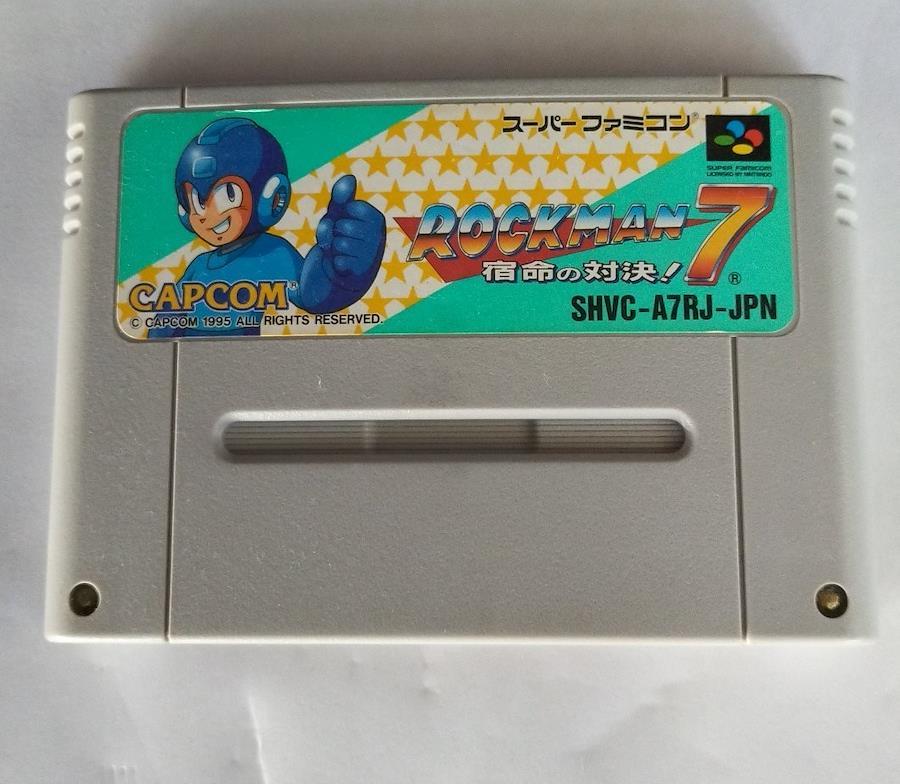 スーパーファミコン®
SUPER FAMICOM
LICENSED BY NINTENDO
ROCKMAN 7®
宿命の対決!
CAPCOM®
© CAPCOM 1995 ALL RIGHTS RESERVED.
SHVC-A7RJ-JPN